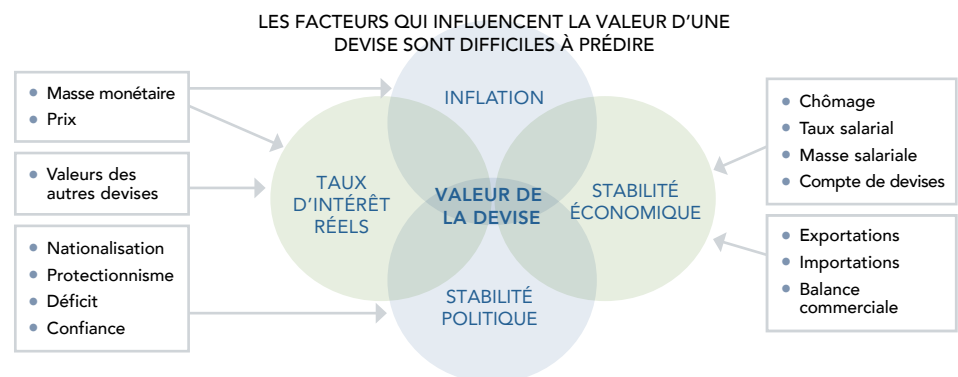 LES FACTEURS QUI INFLUENCENT LA VALEUR D’UNE
DEVISE SONT DIFFICILES À PRÉDIRE
Masse monétaire
Prix
Valeurs des
autres devises
Nationalisation
Protectionnisme
Déficit
Confiance
INFLATION
TAUX
D’INTÉRÊT
RÉELS
VALEUR DE
LA DEVISE
STABILITÉ
ÉCONOMIQUE
STABILITÉ
POLITIQUE
Chômage
Taux salarial
Masse salariale
Compte de devises
Exportations
Importations
Balance
commerciale